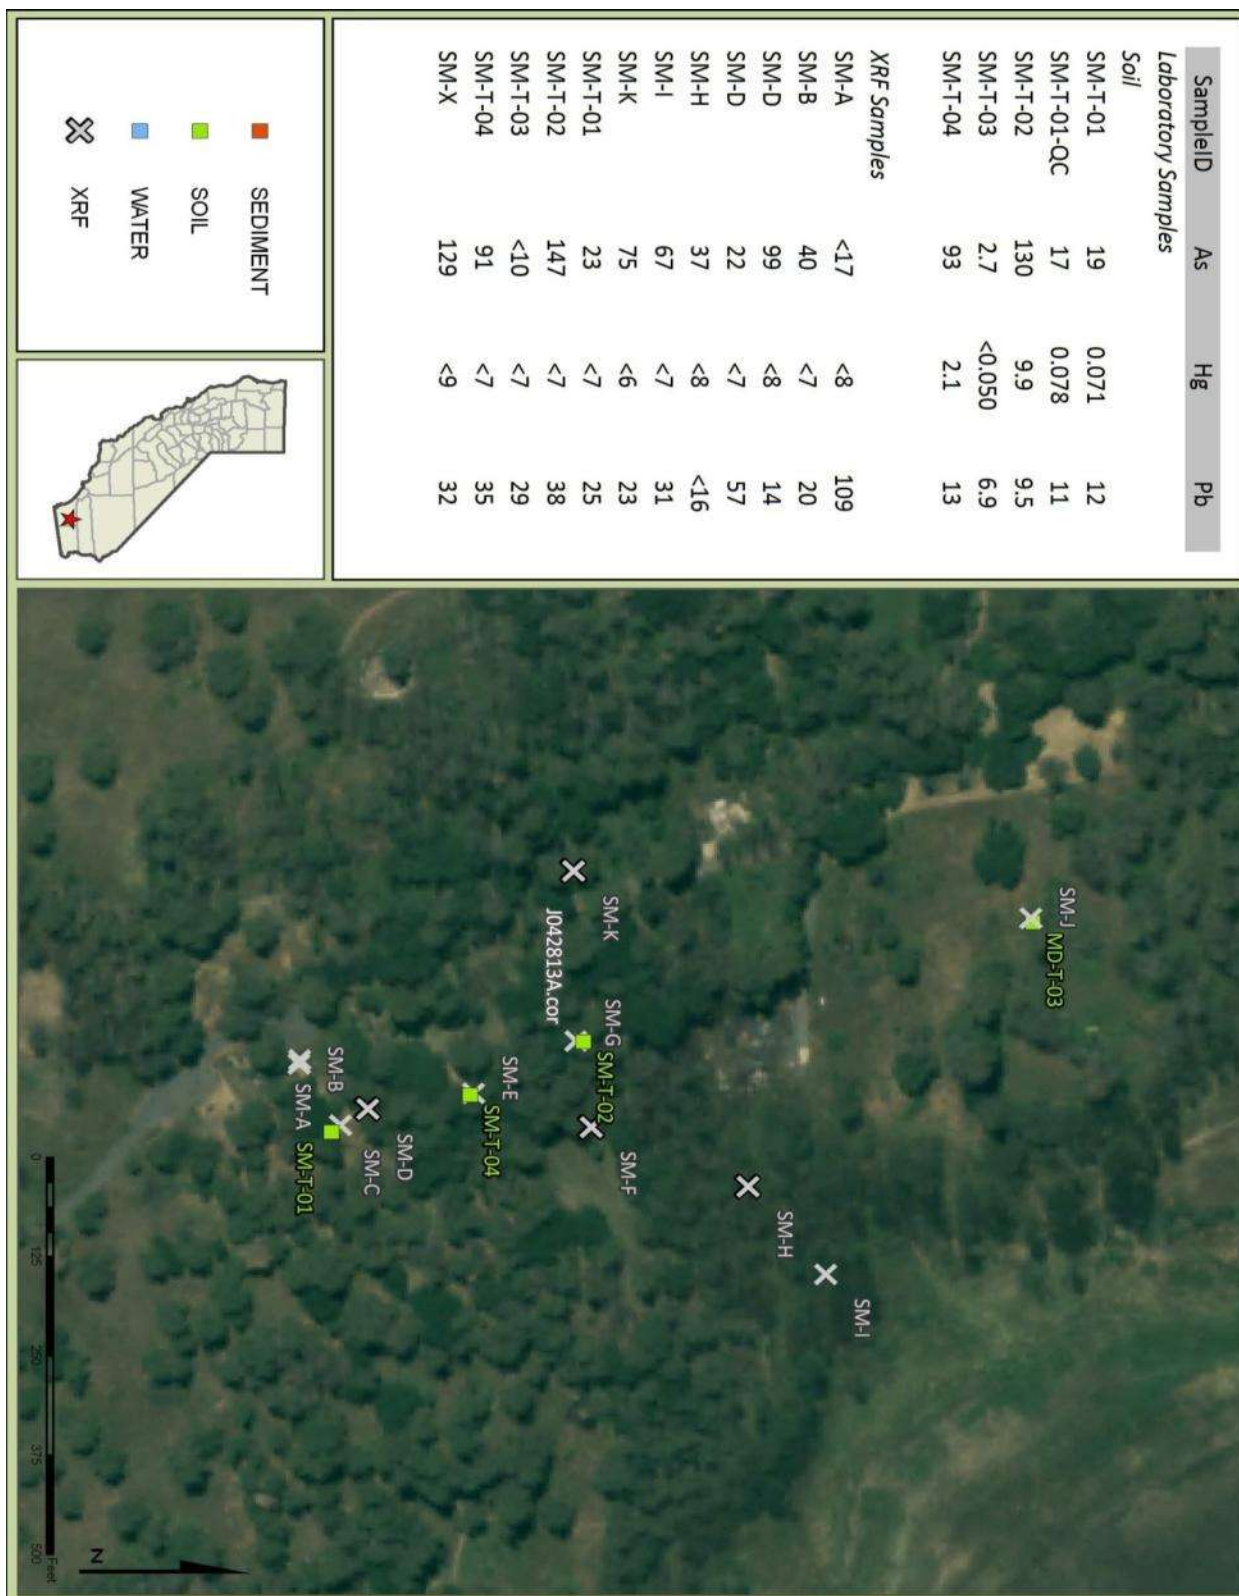 SampleID As Hg Pb
Laboratory Samples
Soil
SM-T-01 19 0.071 12
SM-T-01-QC 17 0.078 11
SM-T-02 130 9.9 9.5
SM-T-03 2.7 <0.050 6.9
SM-T-04 93 2.1 13
XRF Samples
SM-A <17 <8 109
SM-B 40 <7 20
SM-D 99 <8 14
SM-D 22 <7 57
SM-H 37 <8 <16
SM-I 67 <7 31
SM-K 75 <6 23
SM-T-01 23 <7 25
SM-T-02 147 <7 38
SM-T-03 <10 <7 29
SM-T-04 91 <7 35
SM-X 129 <9 32
SEDIMENT
SOIL
WATER
XRF
SM-J
MD-T-03
SM-I
SM-H
SM-K
SM-G
SM-T-02
SM-F
J042813A.cor
SM-E
SM-T-04
SM-D
SM-C
SM-B
SM-A
SM-T-01
N
0 125 250 375 500
Feet